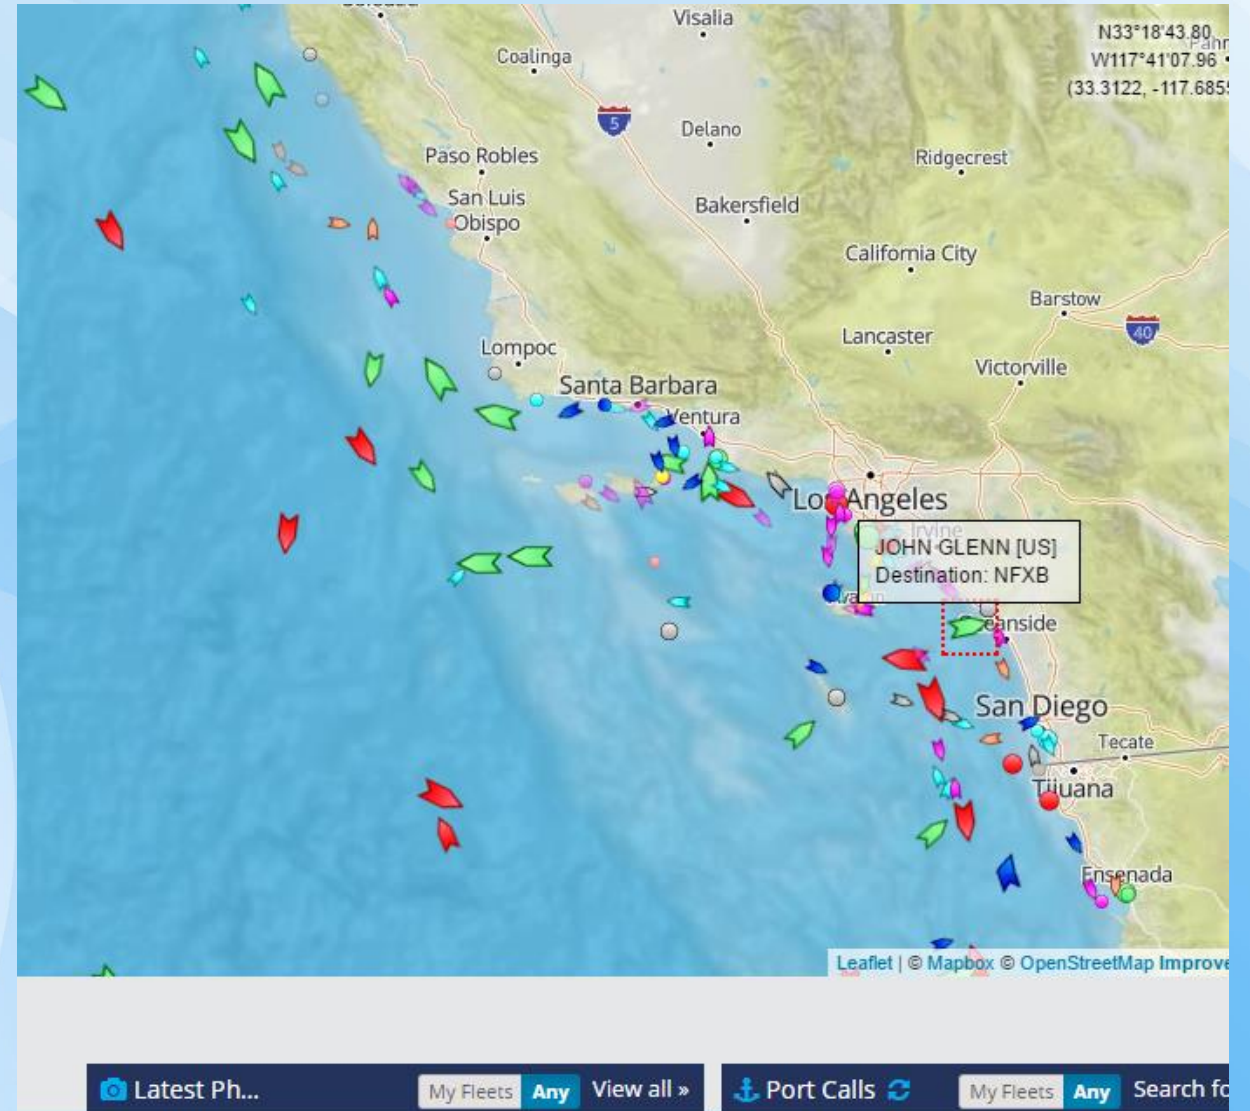 Visalia
N33°18'43.80
W117°41'07.96
(33.3122, -117.685
Coalinga
5
Delano
Paso Robles
Ridgecrest
San Luis
Obispo
Bakersfield
California City
Barstow
40
Lancaster
Lompoc
Victorville
Santa Barbara
Ventura
Los Angeles
Irvine
JOHN GLENN [US]
Destination: NFXB
Avalon
Oceanside
San Diego
Tecate
Tijuana
Ensenada
Leaflet | © Mapbox © OpenStreetMap Improve
Latest Ph...
My Fleets Any View all »
Port Calls
My Fleets Any Search fo